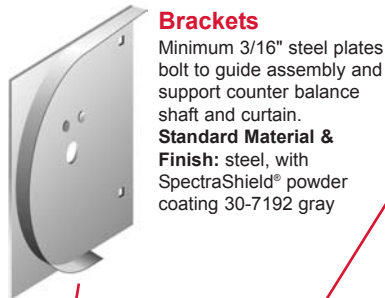 Brackets
Minimum 3/16" steel plates
bolt to guide assembly and
support counter balance
shaft and curtain.
Standard Material &
Finish: steel, with
SpectraShield® powder
coating 30-7192 gray